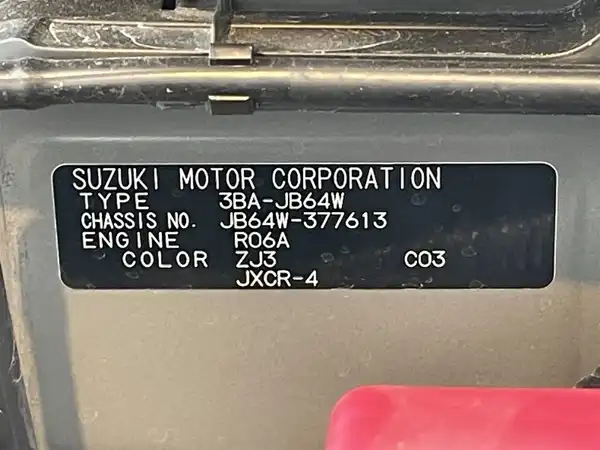 SUZUKI MOTOR CORPORATION
TYPE 3BA-JB64W
CHASSIS NO. JB64W-377613
ENGINE R06A
COLOR ZJ3 C03
JXCR-4